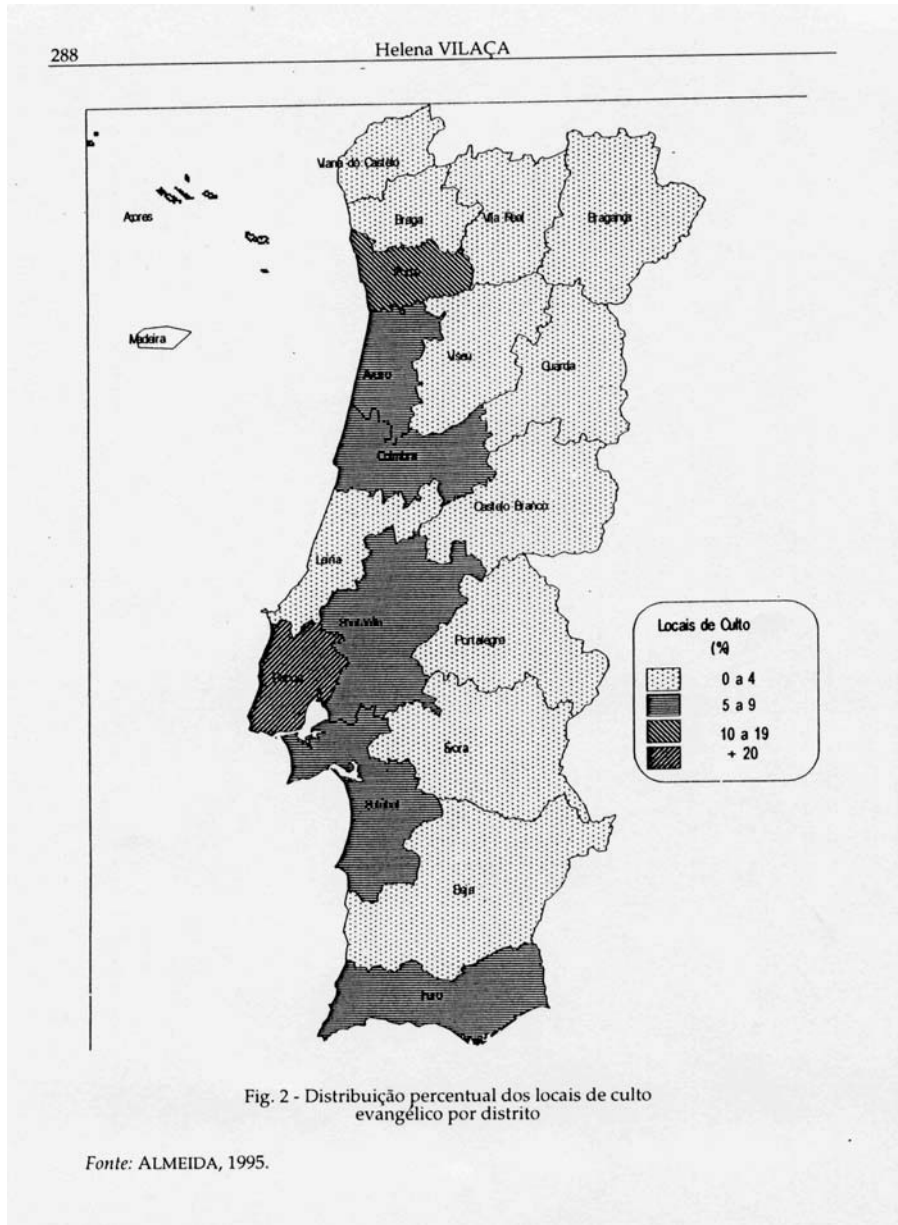 288
Helena VILAÇA
Viana do Castelo
Braga
Vila Real
Bragança
Açores
Porto
Madeira
Aveiro
Viseu
Guarda
Coimbra
Castelo Branco
Leiria
Santarém
Portalegre
Lisboa
Évora
Setúbal
Beja
Faro
Locais de Culto
(%)
0 a 4
5 a 9
10 a 19
+ 20
Fig. 2 - Distribuição percentual dos locais de culto
evangélico por distrito
Fonte: ALMEIDA, 1995.